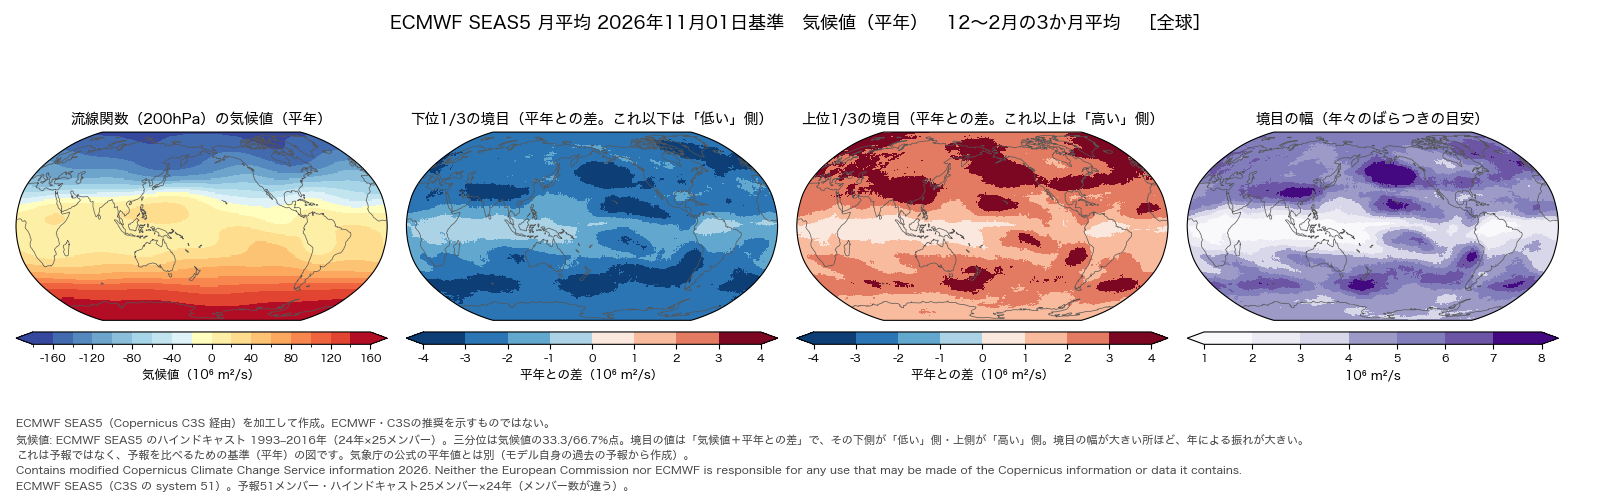 ECMWF SEAS5 月平均 2026年11月01日基準　気候値（平年）　12〜2月の3か月平均　［全球］
流線関数（200hPa）の気候値（平年）
下位1/3の境目（平年との差。これ以下は「低い」側）
上位1/3の境目（平年との差。これ以上は「高い」側）
境目の幅（年々のばらつきの目安）
-160 -120 -80 -40 0 40 80 120 160
-4 -3 -2 -1 0 1 2 3 4
-4 -3 -2 -1 0 1 2 3 4
1 2 3 4 5 6 7 8
気候値（10⁶ m²/s）
平年との差（10⁶ m²/s）
平年との差（10⁶ m²/s）
10⁶ m²/s
ECMWF SEAS5（Copernicus C3S 経由）を加工して作成。ECMWF・C3Sの推奨を示すものではない。
気候値: ECMWF SEAS5 のハインドキャスト 1993–2016年（24年×25メンバー）。三分位は気候値の33.3/66.7%点。境目の値は「気候値＋平年との差」で、その下側が「低い」側・上側が「高い」側。境目の幅が大きい所ほど、年による振れが大きい。
これは予報ではなく、予報を比べるための基準（平年）の図です。気象庁の公式の平年値とは別（モデル自身の過去の予報から作成）。
Contains modified Copernicus Climate Change Service information 2026. Neither the European Commission nor ECMWF is responsible for any use that may be made of the Copernicus information or data it contains.
ECMWF SEAS5（C3S の system 51）。予報51メンバー・ハインドキャスト25メンバー×24年（メンバー数が違う）。